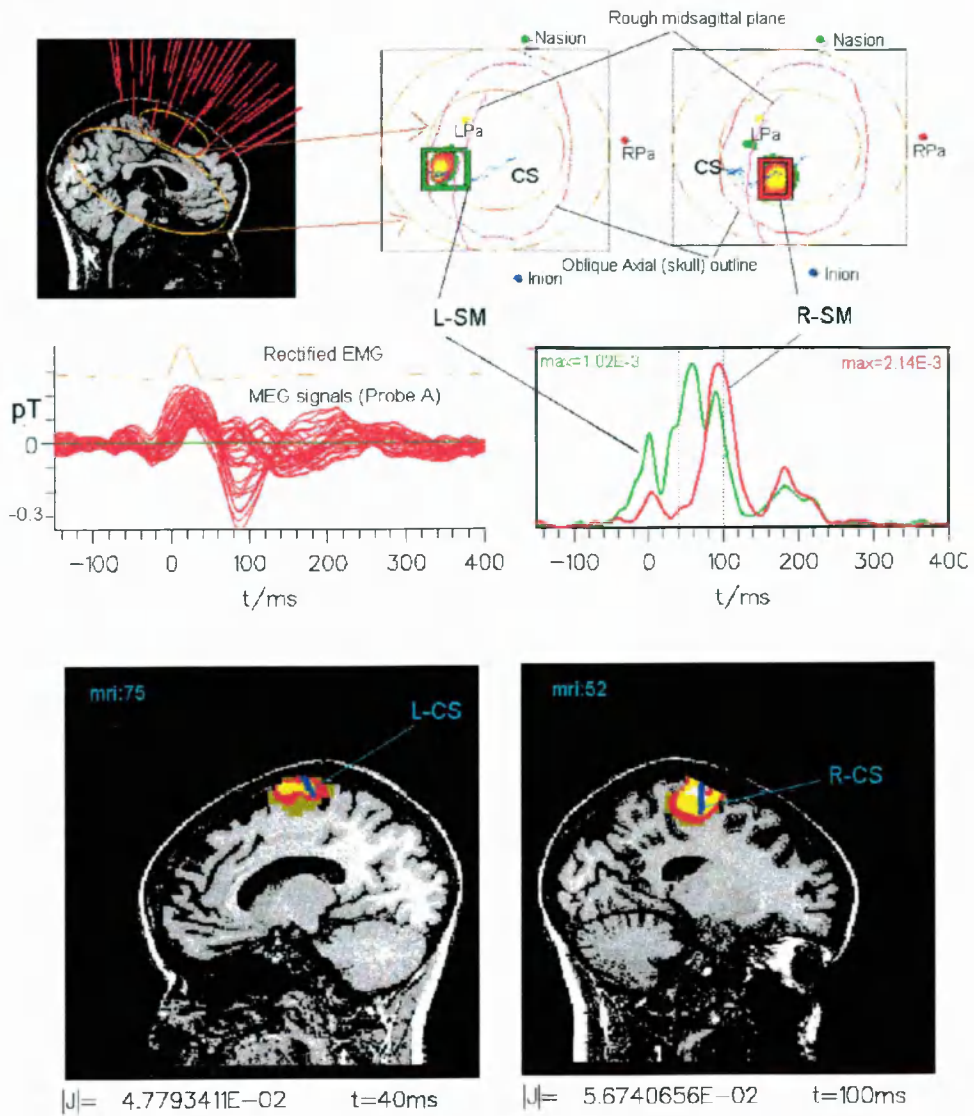 Rough midsagittal plane
Nasion
Nasion
LPa
LPa
RPa
RPa
CS
CS
Oblique Axial (skull) outline
Inion
Inion
L-SM
R-SM
Rectified EMG
MEG signals (Probe A)
pT
0
-0.3
-100 0 100 200 300 400
t/ms
max=1.02E-3
max=2.14E-3
-100 0 100 200 300 400
t/ms
mri:75
L-CS
mri:52
R-CS
|J|= 4.7793411E-02 t=40ms
|J|= 5.6740656E-02 t=100ms